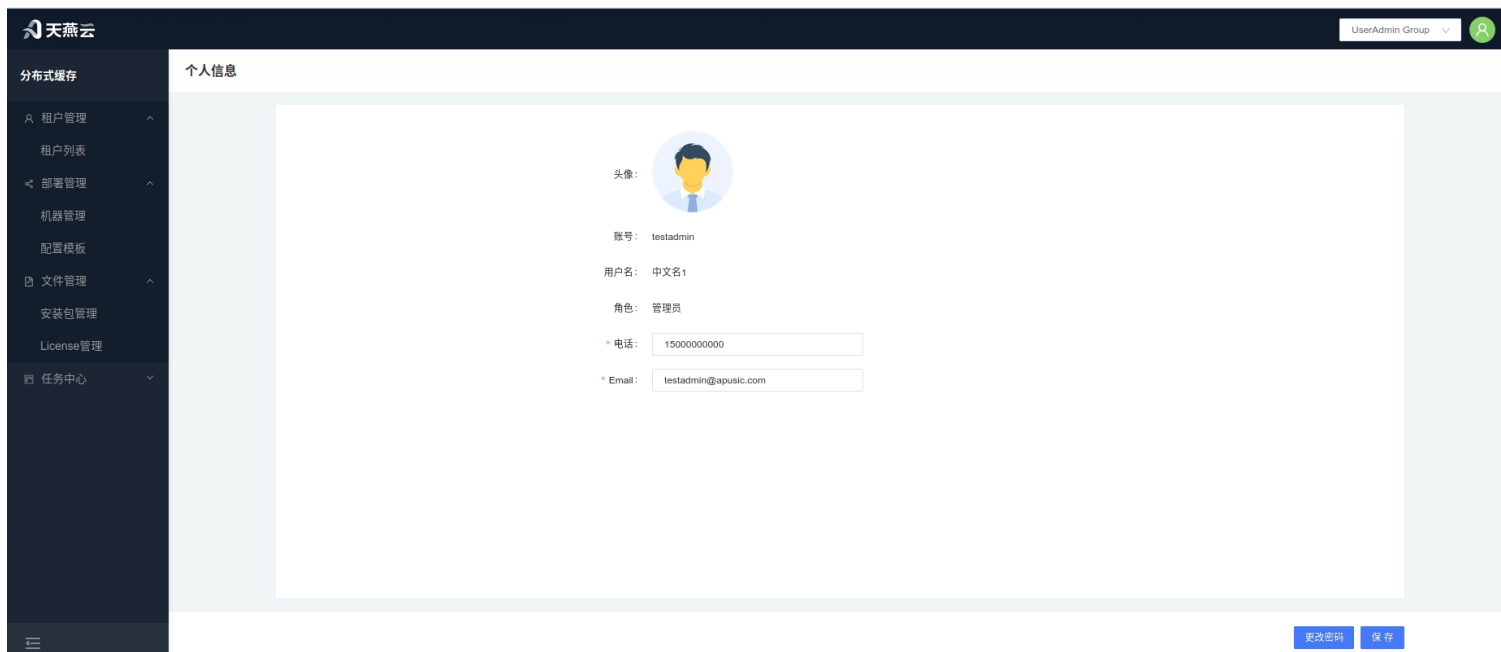 天燕云
UserAdmin Group
分布式缓存
个人信息
租户管理
租户列表
部署管理
机器管理
配置模板
文件管理
安装包管理
License管理
任务中心
头像：
账号： testadmin
用户名： 中文名1
角色： 管理员
* 电话： 15000000000
* Email： testadmin@apusic.com
更改密码 保 存